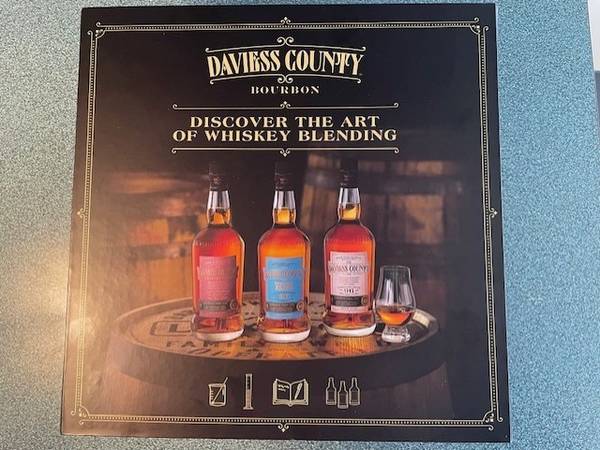 DAVIESS COUNTY
BOURBON
DISCOVER THE ART
OF WHISKEY BLENDING
DAVIESS COUNTY